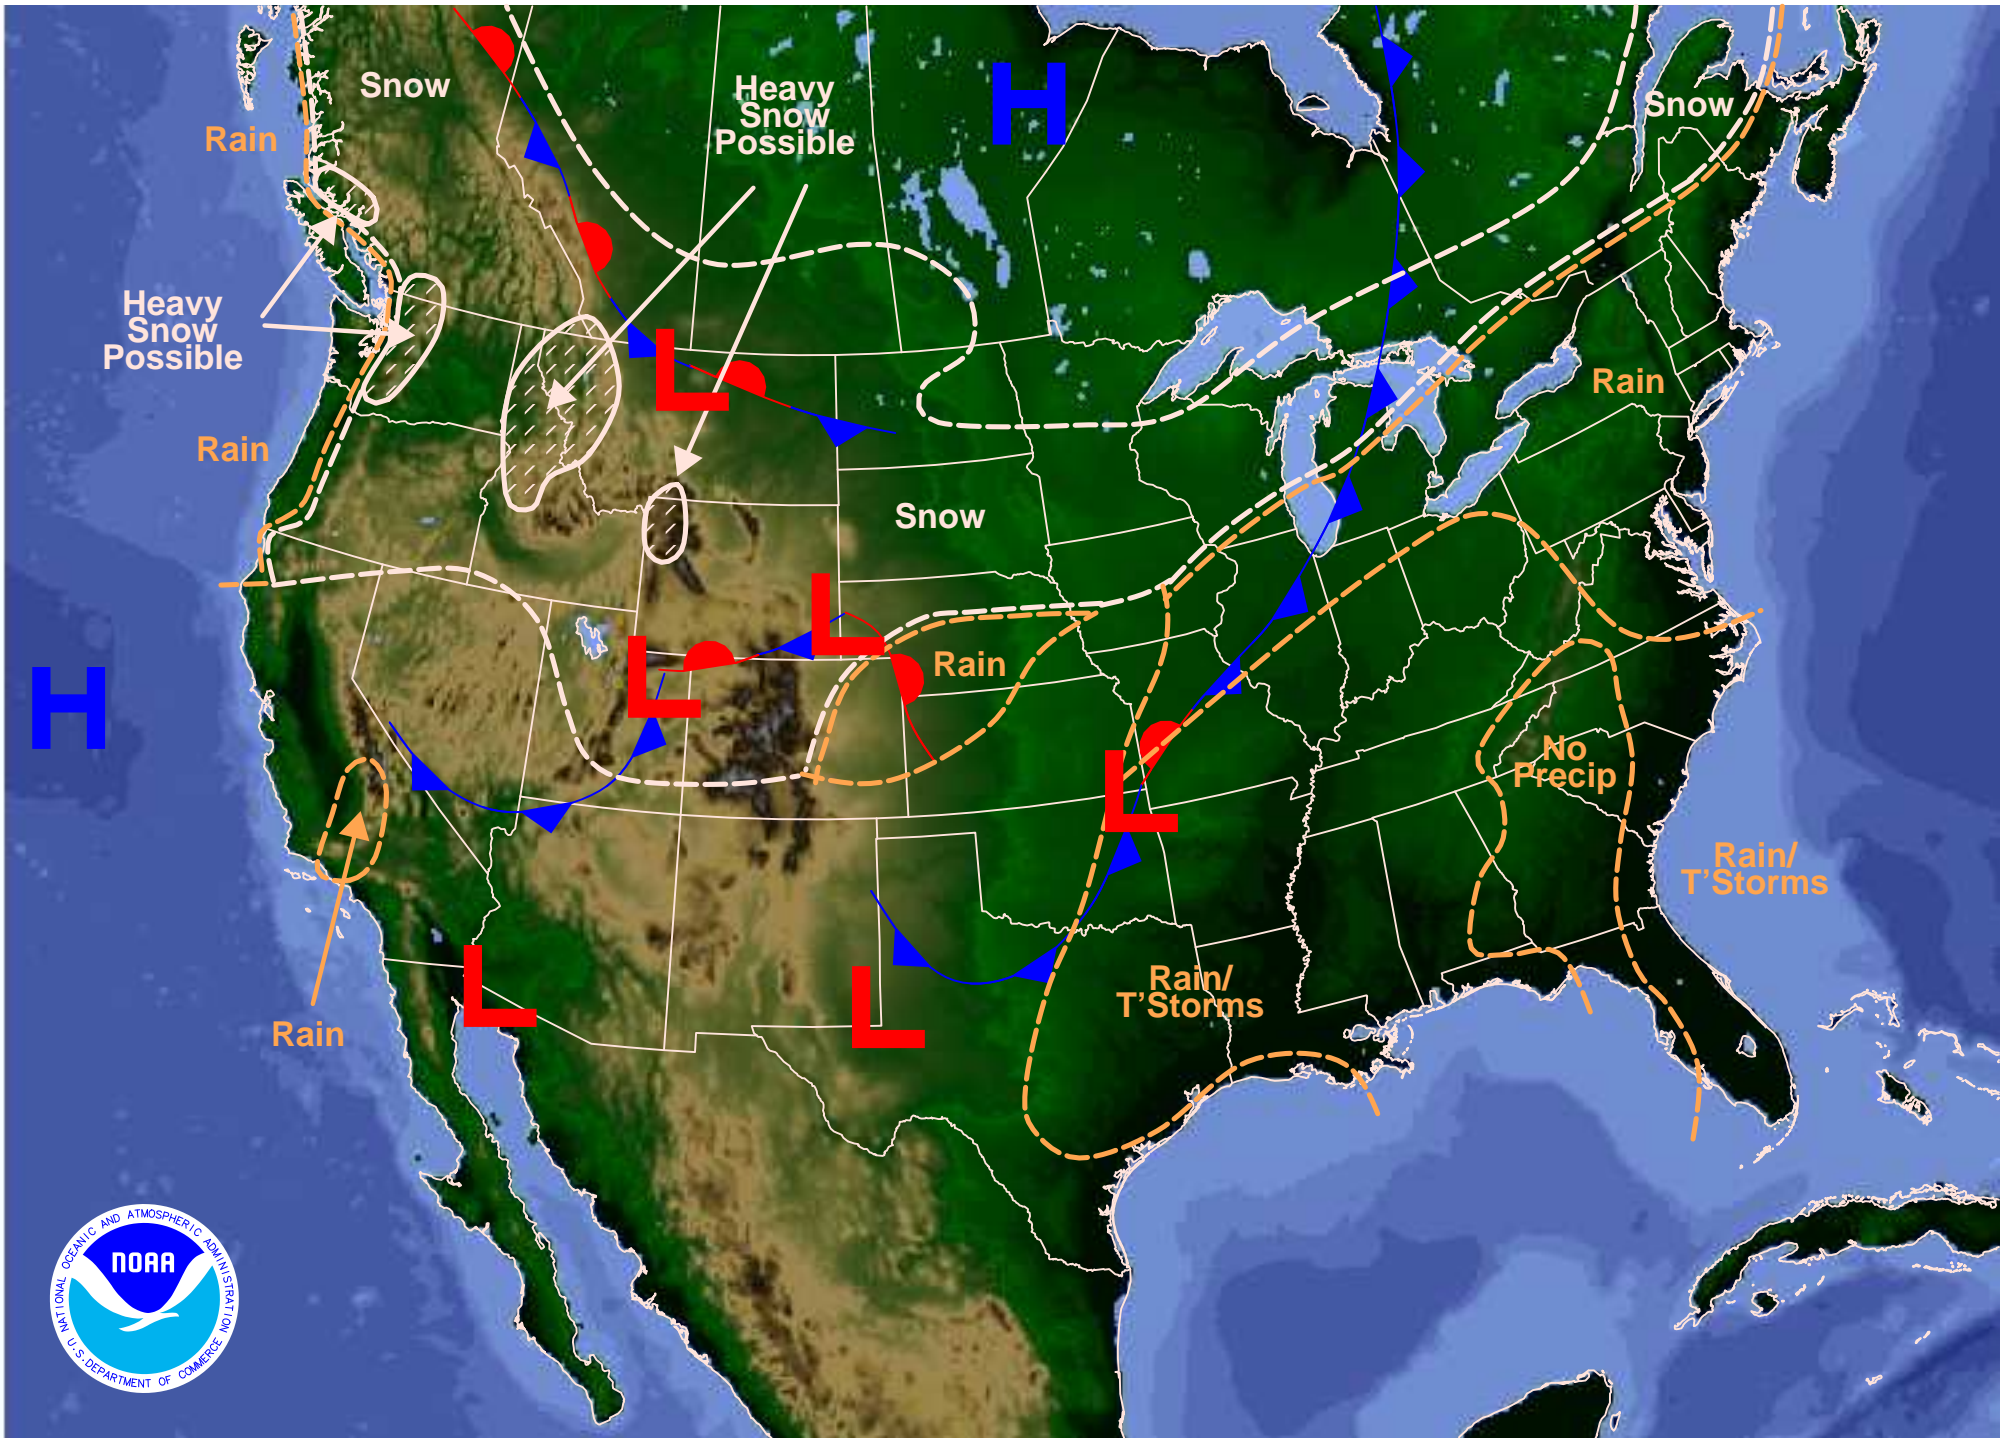 Snow
Heavy
Snow
Possible
H
Snow
Rain
Heavy
Snow
Possible
L
Rain
Rain
Snow
L
H
L
Rain
No
Precip
L
Rain/
T'Storms
L
L
Rain/
T'Storms
Rain
NATIONAL OCEANIC AND ATMOSPHERIC ADMINISTRATION
NOAA
U.S. DEPARTMENT OF COMMERCE